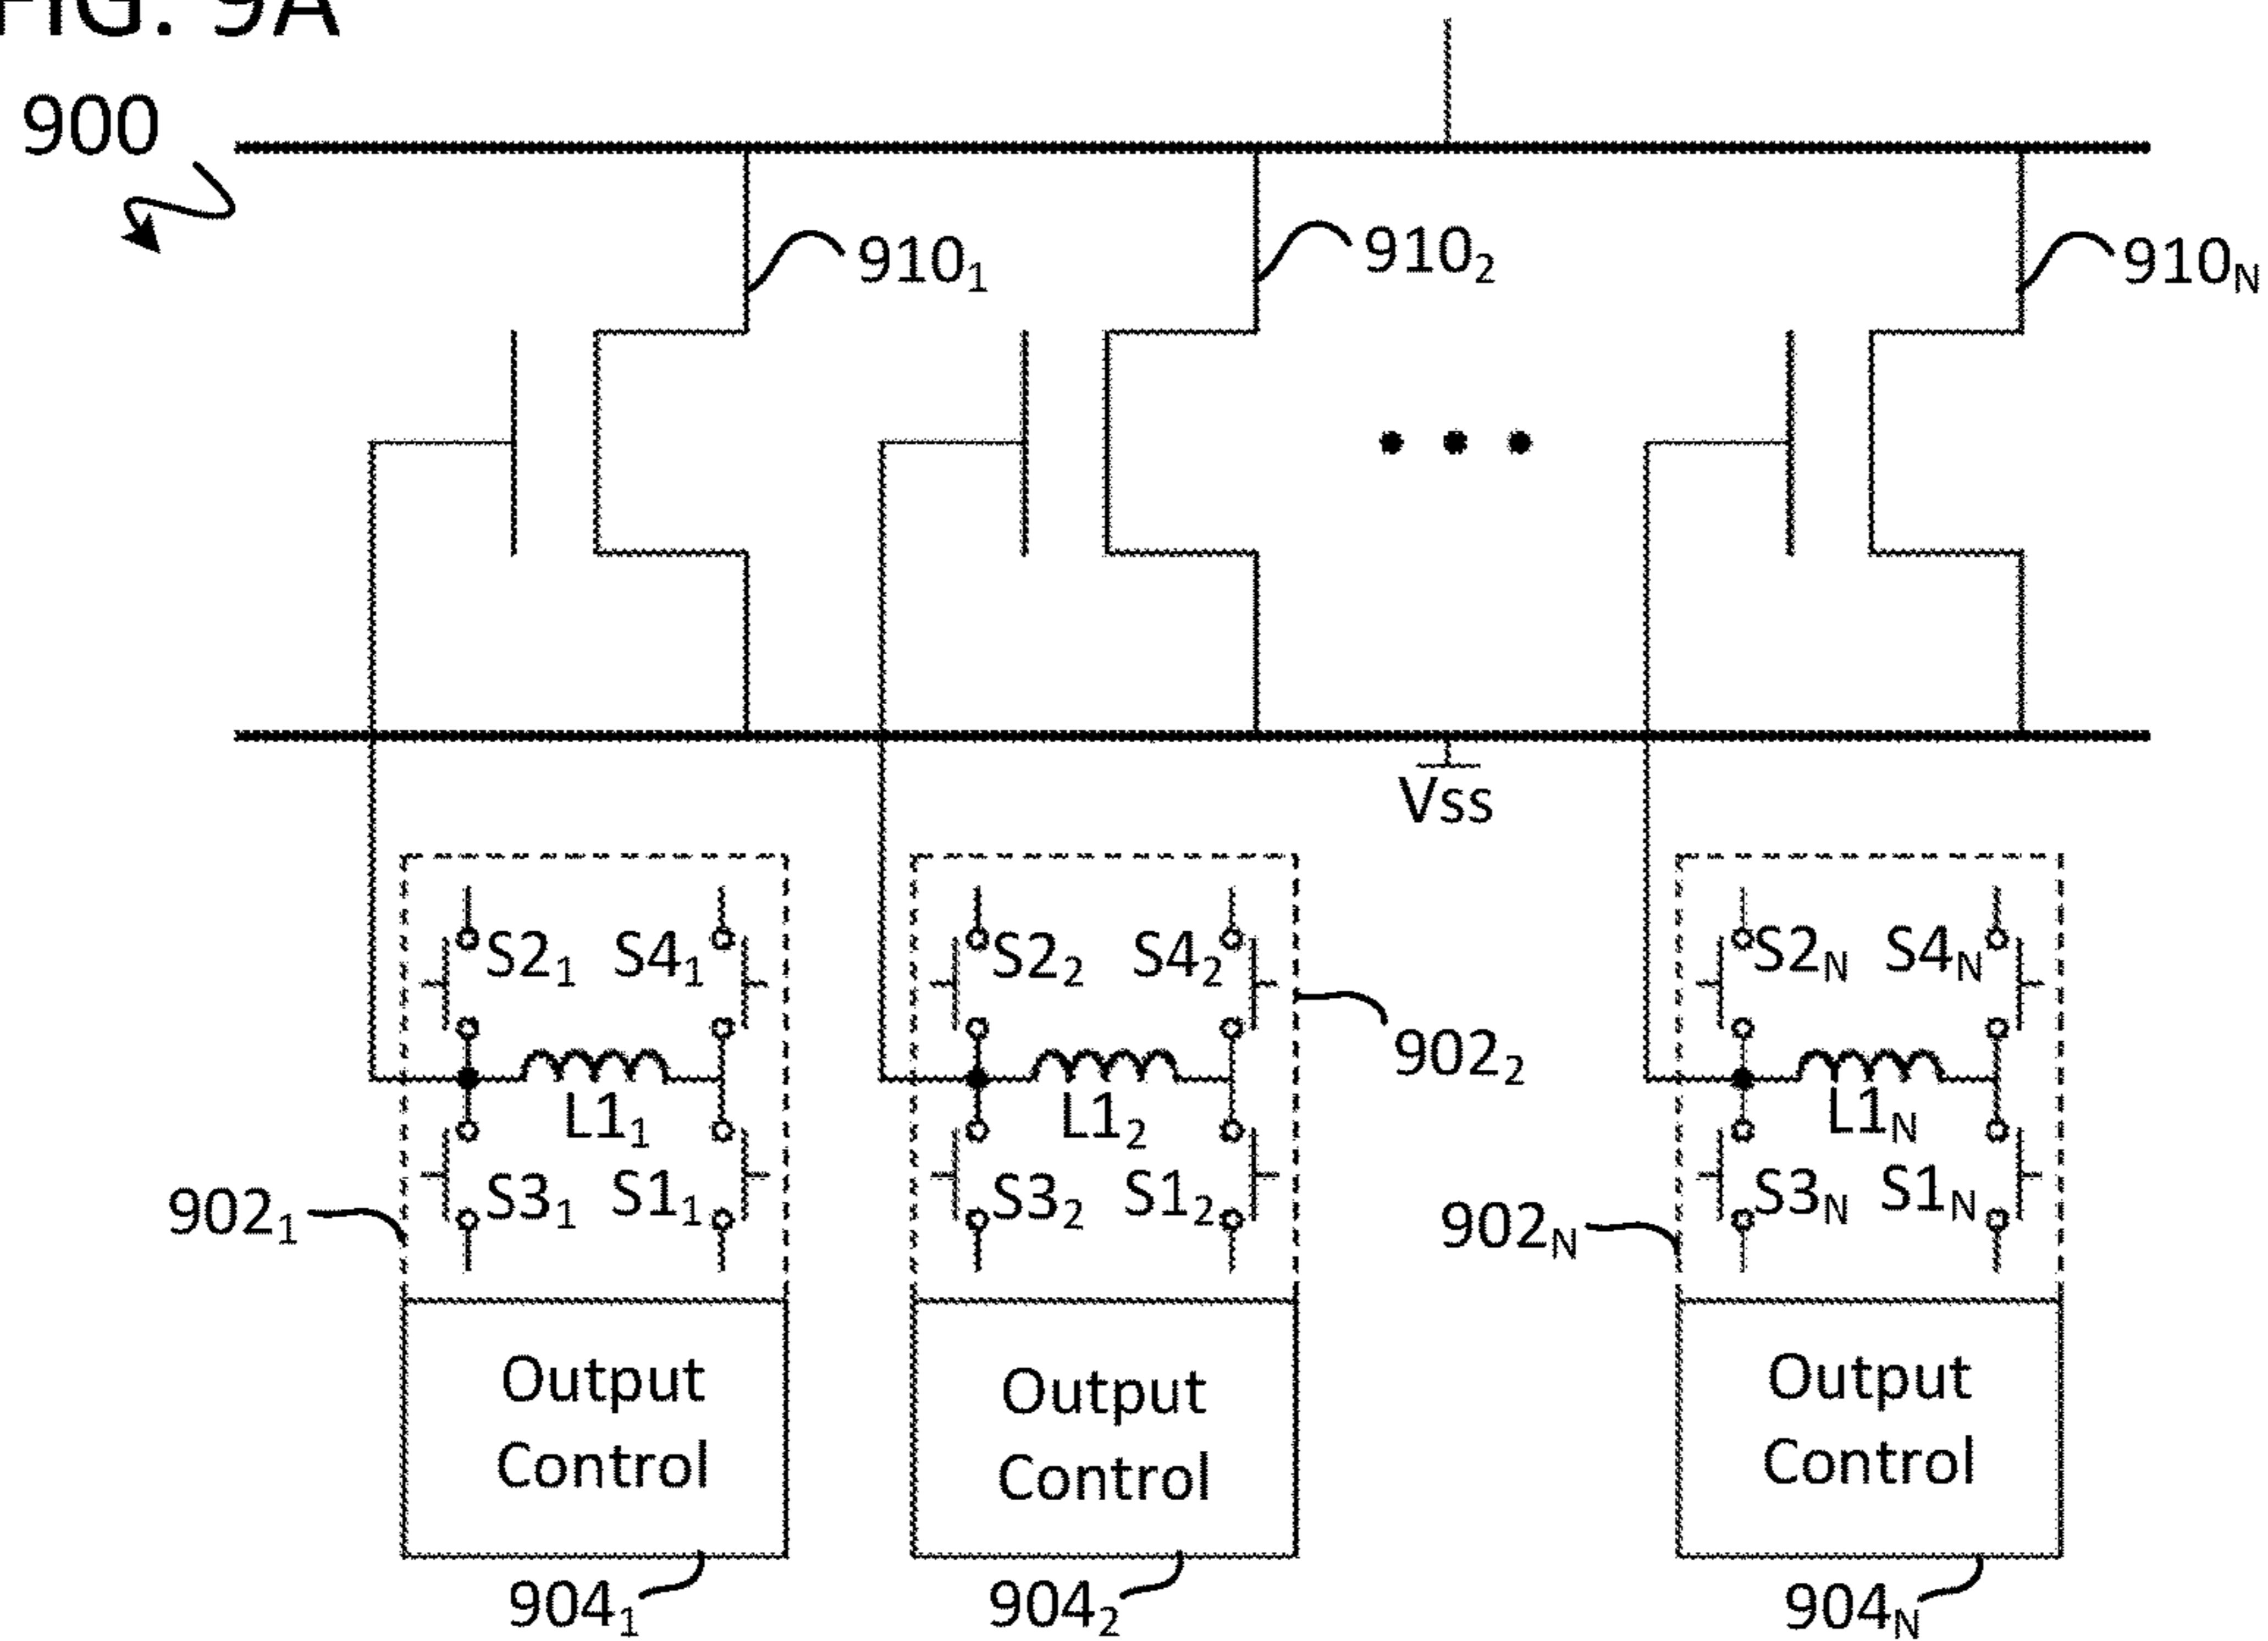 FIG. 9A
900
910₁
910₂
910N
Vss
S2₁ S4₁
S2₂ S4₂
S2N S4N
902₂
L1₁
L1₂
L1N
S3₁ S1₁
S3₂ S1₂
S3N S1N
902₁
902N
Output
Control
Output
Control
Output
Control
904₁
904₂
904N